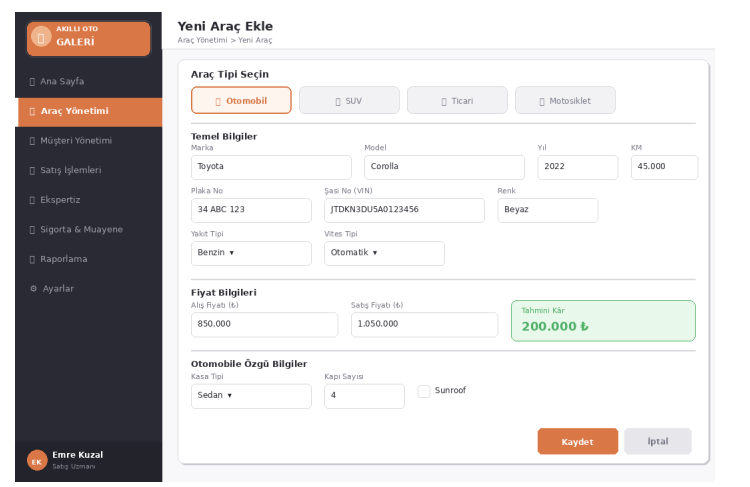 AKILLI OTO
GALERİ
Ana Sayfa
Araç Yönetimi
Müşteri Yönetimi
Satış İşlemleri
Ekspertiz
Sigorta & Muayene
Raporlama
Ayarlar
EK
Emre Kuzal
Satış Uzmanı
Yeni Araç Ekle
Araç Yönetimi > Yeni Araç
Araç Tipi Seçin
Otomobil SUV Ticari Motosiklet
Temel Bilgiler
Marka Model Yıl KM
Toyota Corolla 2022 45.000
Plaka No Şasi No (VIN) Renk
34 ABC 123 JTDKN3DU5A0123456 Beyaz
Yakıt Tipi Vites Tipi
Benzin ▾ Otomatik ▾
Fiyat Bilgileri
Alış Fiyatı (₺) Satış Fiyatı (₺)
850.000 1.050.000
Tahmini Kâr
200.000 ₺
Otomobile Özgü Bilgiler
Kasa Tipi Kapı Sayısı
Sedan ▾ 4 Sunroof
Kaydet İptal